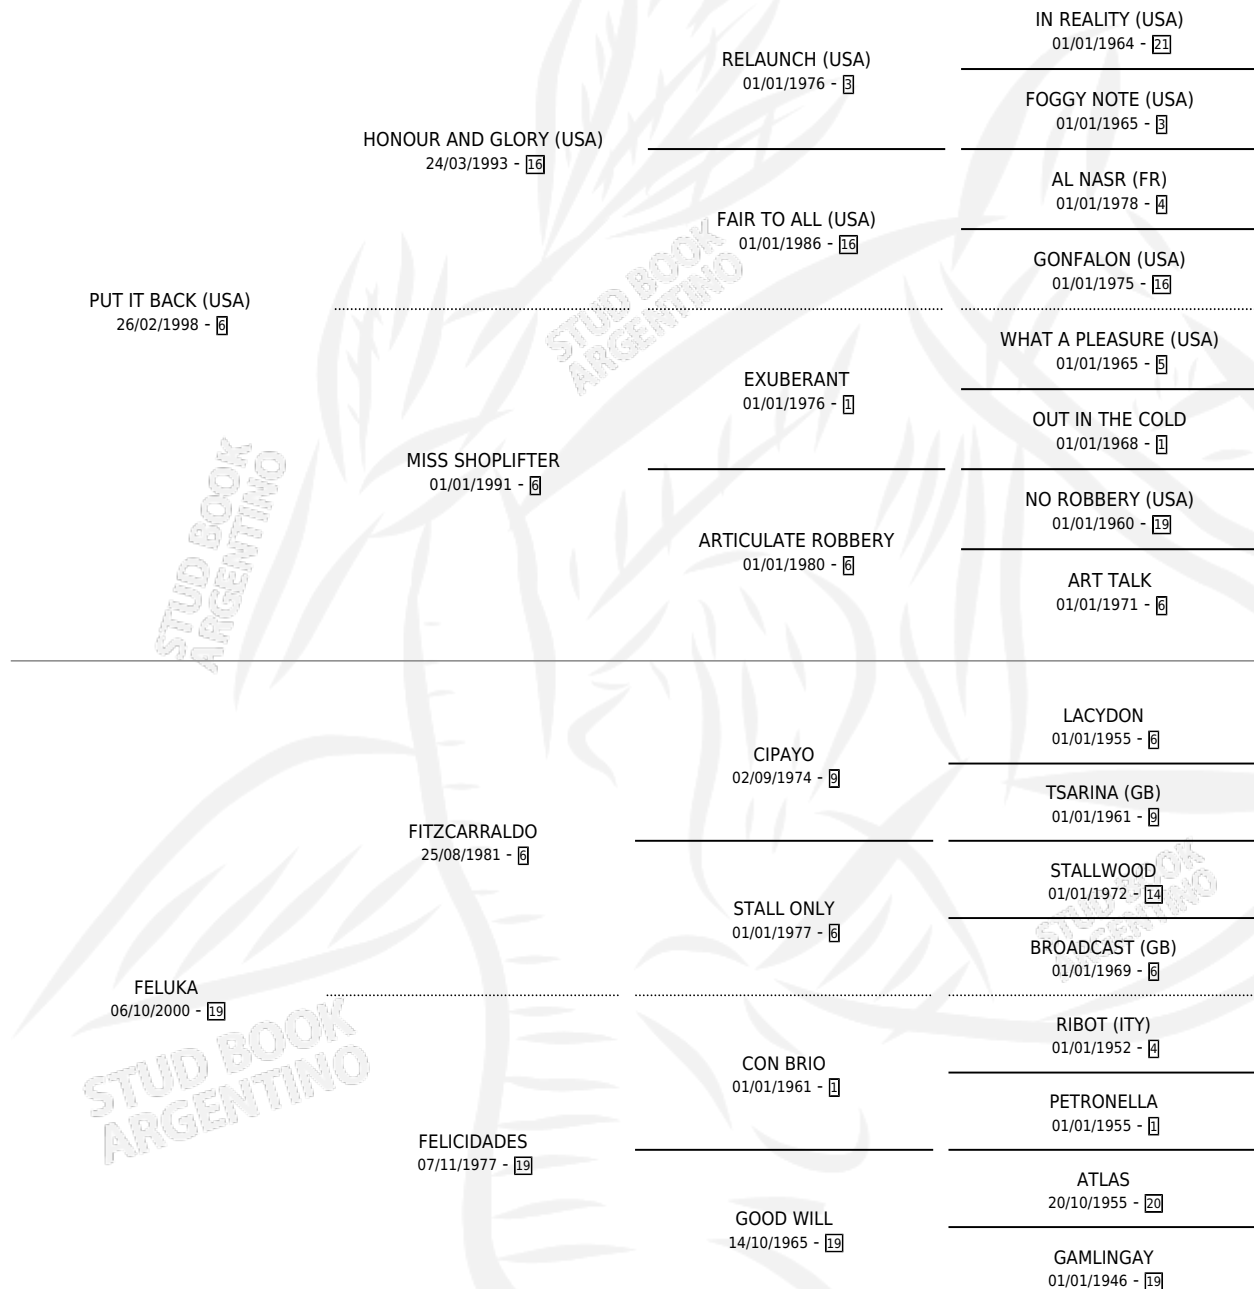 IN REALITY (USA)
01/01/1964 - 21
RELAUNCH (USA)
01/01/1976 - 3
FOGGY NOTE (USA)
01/01/1965 - 3
HONOUR AND GLORY (USA)
24/03/1993 - 16
AL NASR (FR)
01/01/1978 - 4
FAIR TO ALL (USA)
01/01/1986 - 16
GONFALON (USA)
01/01/1975 - 16
PUT IT BACK (USA)
26/02/1998 - 6
WHAT A PLEASURE (USA)
01/01/1965 - 5
EXUBERANT
01/01/1976 - 1
OUT IN THE COLD
01/01/1968 - 1
MISS SHOPLIFTER
01/01/1991 - 6
NO ROBBERY (USA)
01/01/1960 - 19
ARTICULATE ROBBERY
01/01/1980 - 6
ART TALK
01/01/1971 - 6
LACYDON
01/01/1955 - 6
CIPAYO
02/09/1974 - 9
TSARINA (GB)
01/01/1961 - 9
FITZCARRALDO
25/08/1981 - 6
STALLWOOD
01/01/1972 - 14
STALL ONLY
01/01/1977 - 6
BROADCAST (GB)
01/01/1969 - 6
FELUKA
06/10/2000 - 19
RIBOT (ITY)
01/01/1952 - 4
CON BRIO
01/01/1961 - 1
PETRONELLA
01/01/1955 - 1
FELICIDADES
07/11/1977 - 19
ATLAS
20/10/1955 - 20
GOOD WILL
14/10/1965 - 19
GAMLINGAY
01/01/1946 - 19
STUD BOOK
ARGENTINO
STUD BOOK
ARGENTINO
STUD BOOK
ARGENTINO
STUD BOOK
ARGENTINO